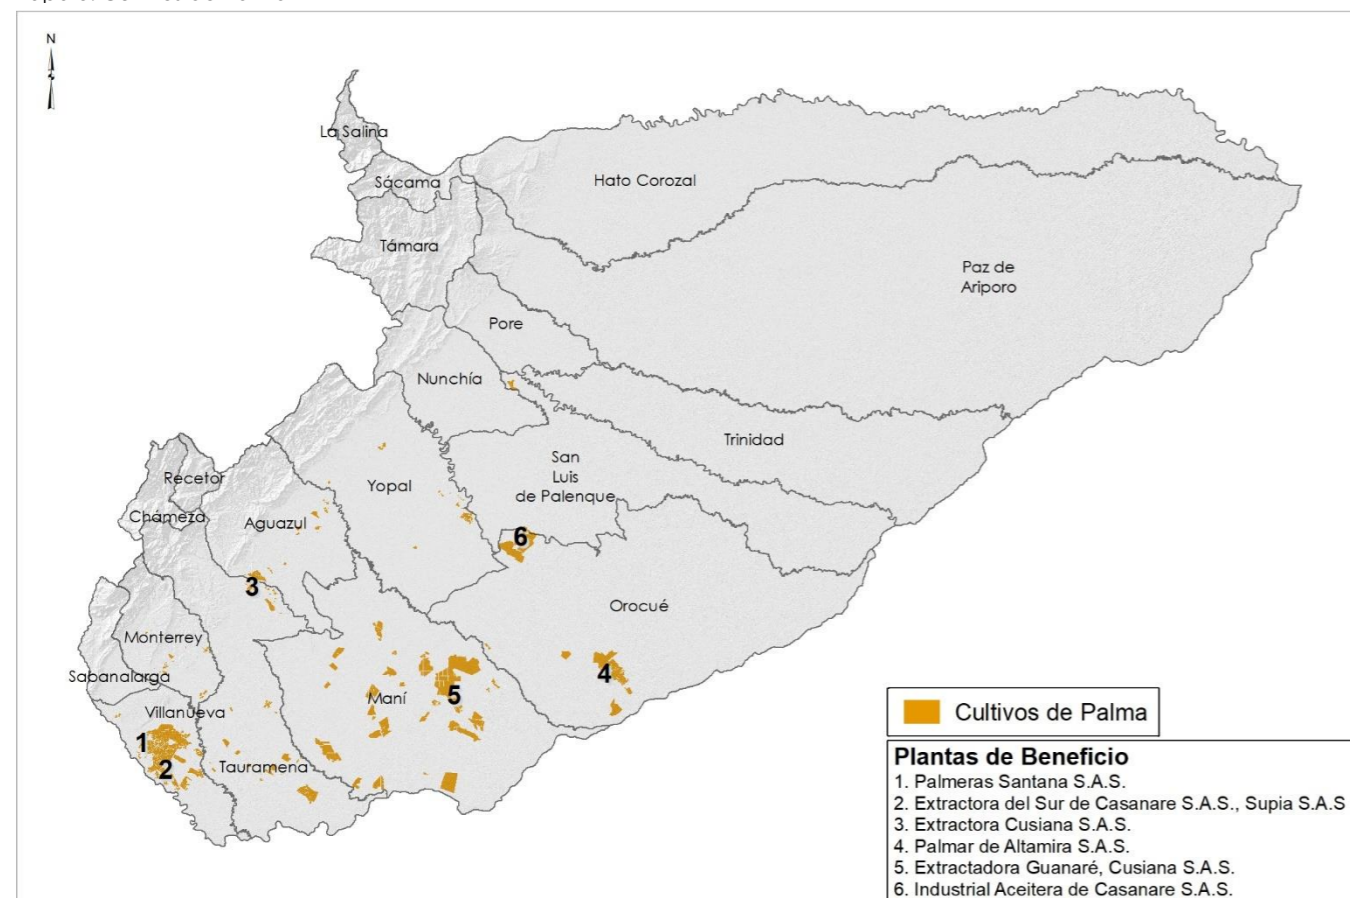 N
La Salina
Sácama
Hato Corozal
Támara
Paz de
Ariporo
Pore
Nunchía
Trinidad
San
Luis
de Palenque
Recetor
Yopal
Chámeza
Aguazul
6
3
Orocué
Monterrey
4
Sabanalarga
5
Maní
Villanueva
1
2
Tauramena
Cultivos de Palma
Plantas de Beneficio
1. Palmeras Santana S.A.S.
2. Extractora del Sur de Casanare S.A.S., Supia S.A.S
3. Extractora Cusiana S.A.S.
4. Palmar de Altamira S.A.S.
5. Extractadora Guanaré, Cusiana S.A.S.
6. Industrial Aceitera de Casanare S.A.S.